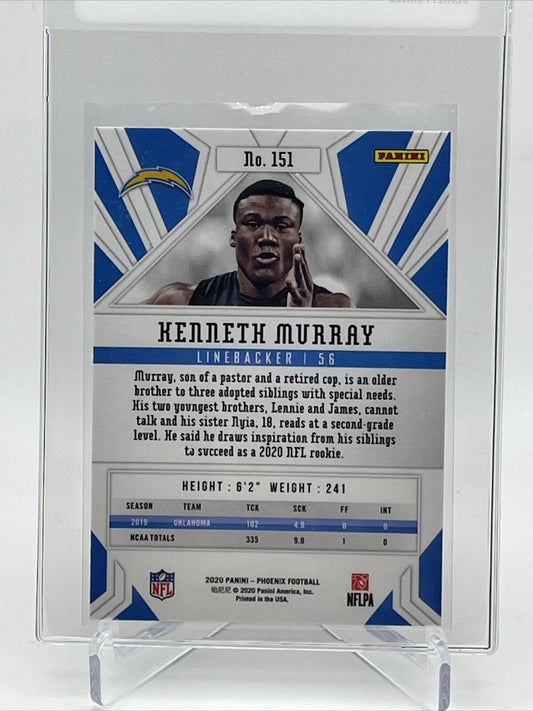 No. 151
PANINI
KENNETH MURRAY
LINEBACKER | 56
Murray, son of a pastor and a retired cop, is an older
brother to three adopted siblings with special needs.
His two youngest brothers, Lennie and James, cannot
talk and his sister Nyia, 18, reads at a second-grade
level. He said he draws inspiration from his siblings
to succeed as a 2020 NFL rookie.
HEIGHT : 6'2" WEIGHT : 241
SEASON TEAM TCK SCK FF INT
2019 OKLAHOMA 102 4.0 0 0
NCAA TOTALS 335 9.0 1 0
NFL
2020 PANINI – PHOENIX FOOTBALL
帕尼尼 © 2020 Panini America, Inc.
Printed in the USA.
NFLPA